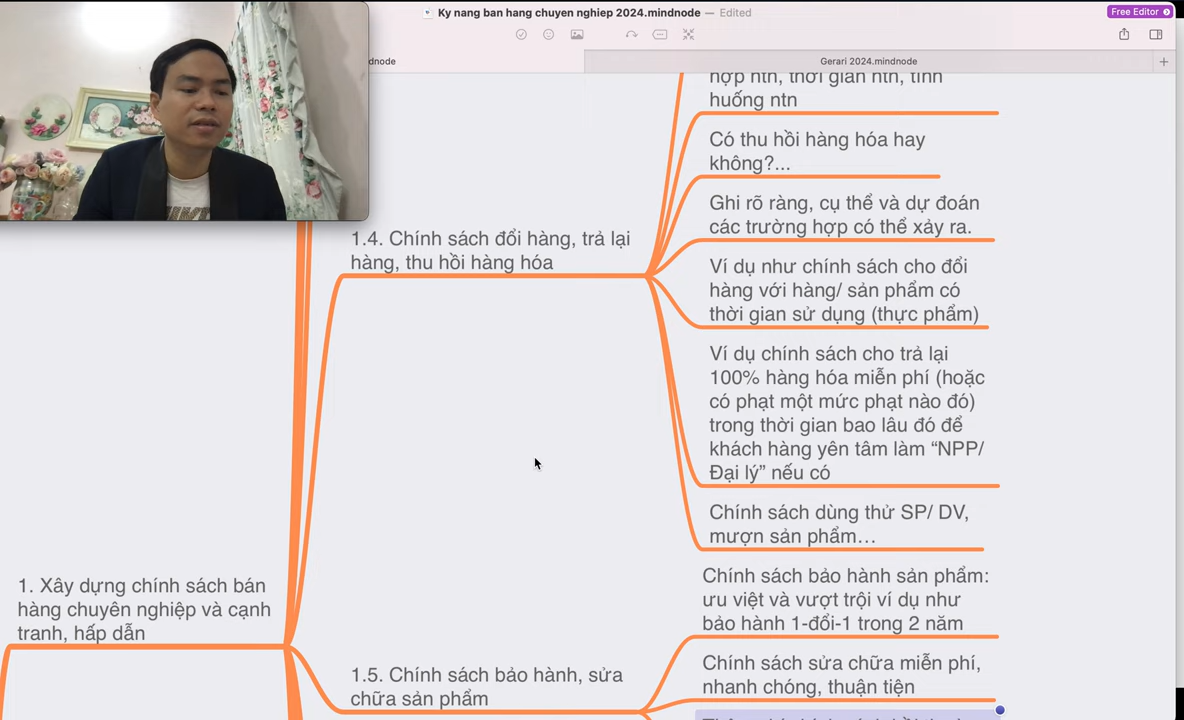 Ky nang ban hang chuyen nghiep 2024.mindnode — Edited
Free Editor
dnode
Gerari 2024.mindnode
hợp ntn, thời gian ntn, tình
huống ntn
Có thu hồi hàng hóa hay
không?...
Ghi rõ ràng, cụ thể và dự đoán
các trường hợp có thể xảy ra.
1.4. Chính sách đổi hàng, trả lại
hàng, thu hồi hàng hóa
Ví dụ như chính sách cho đổi
hàng với hàng/ sản phẩm có
thời gian sử dụng (thực phẩm)
Ví dụ chính sách cho trả lại
100% hàng hóa miễn phí (hoặc
có phạt một mức phạt nào đó)
trong thời gian bao lâu đó để
khách hàng yên tâm làm “NPP/
Đại lý” nếu có
Chính sách dùng thử SP/ DV,
mượn sản phẩm…
1. Xây dựng chính sách bán
hàng chuyên nghiệp và cạnh
tranh, hấp dẫn
Chính sách bảo hành sản phẩm:
ưu việt và vượt trội ví dụ như
bảo hành 1-đổi-1 trong 2 năm
1.5. Chính sách bảo hành, sửa
chữa sản phẩm
Chính sách sửa chữa miễn phí,
nhanh chóng, thuận tiện